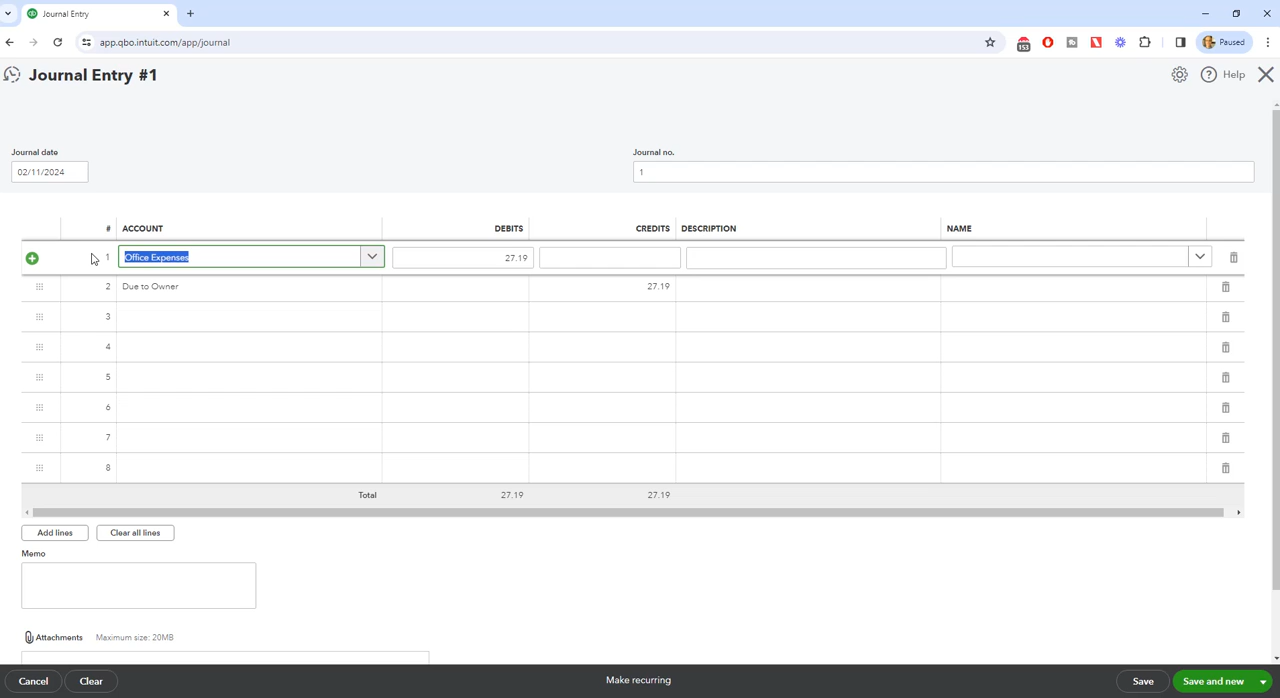 Journal Entry
app.qbo.intuit.com/app/journal
153
Paused
Journal Entry #1
Help
Journal date
Journal no.
02/11/2024
1
# ACCOUNT DEBITS CREDITS DESCRIPTION NAME
1 Office Expenses 27.19
2 Due to Owner 27.19
3
4
5
6
7
8
Total 27.19 27.19
Add lines Clear all lines
Memo
Attachments Maximum size: 20MB
Cancel Clear Make recurring Save Save and new